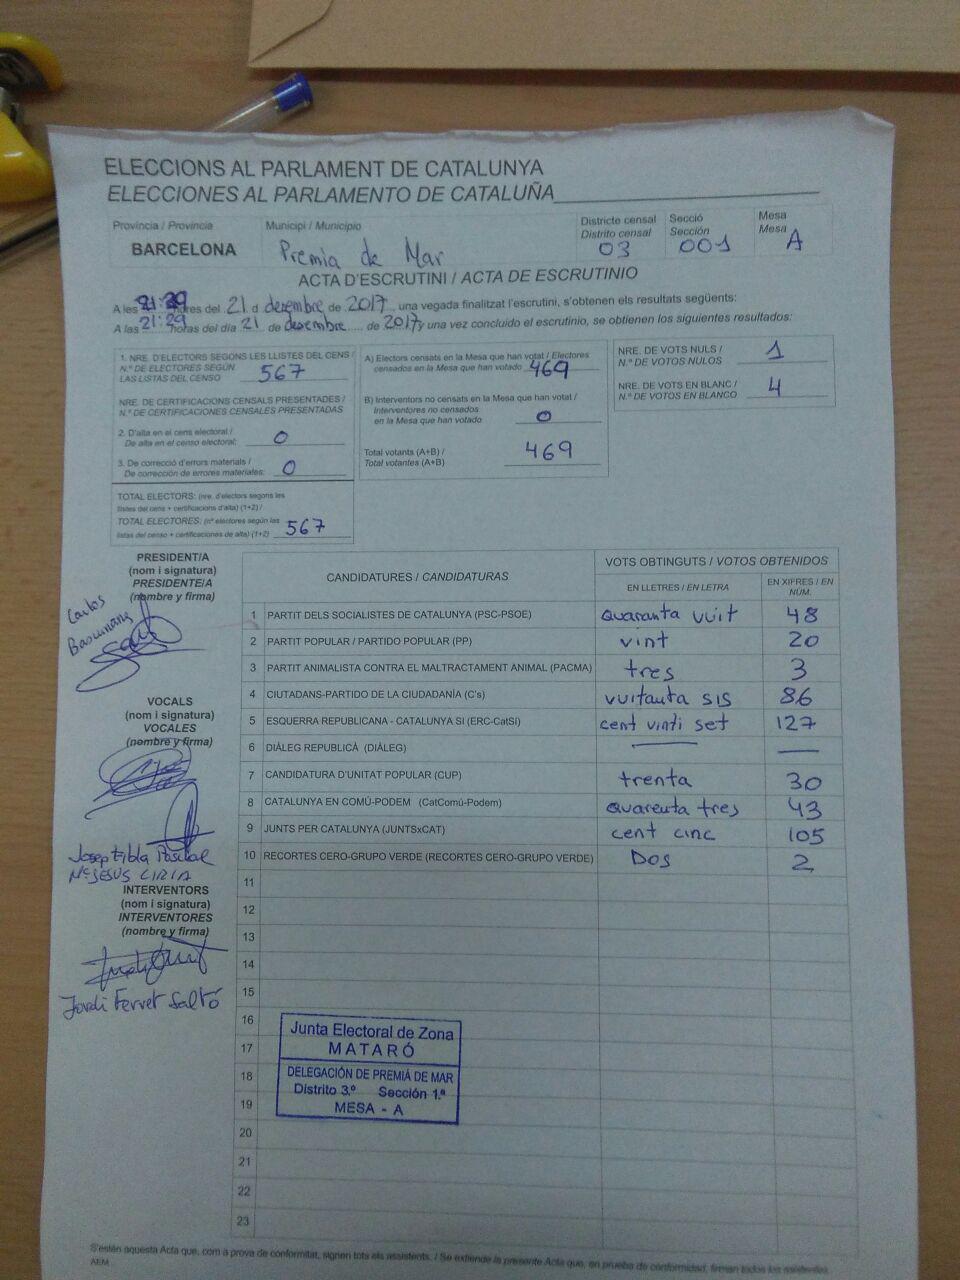 ELECCIONS AL PARLAMENT DE CATALUNYA
ELECCIONES AL PARLAMENTO DE CATALUÑA
Provincia / Provincia
BARCELONA
Municipi / Municipio
Premia de Mar
Districte censal
Distrito censal
03
Secció
Sección
001
Mesa
Mesa
A
ACTA D'ESCRUTINI / ACTA DE ESCRUTINIO
A les 21:29 hores del 21 d desembre de 2017, una vegada finalitzat l'escrutini, s'obtenen els resultats següents:
A las 21:29 horas del día 21 de desembre de 2017, y una vez concluido el escrutinio, se obtienen los siguientes resultados:
1. NRE. D'ELECTORS SEGONS LES LLISTES DEL CENS /
N.º DE ELECTORES SEGÚN
LAS LISTAS DEL CENSO 567
NRE. DE CERTIFICACIONS CENSALS PRESENTADES /
N.º DE CERTIFICACIONES CENSALES PRESENTADAS
2. D'alta en el cens electoral /
De alta en el censo electoral: 0
3. De correcció d'errors materials /
De corrección de errores materiales: 0
TOTAL ELECTORS: (nre. d'electors segons les
llistes del cens + certificacions d'alta) (1+2) /
TOTAL ELECTORES: (nº electores según las
listas del censo + certificaciones de alta) (1+2) 567
A) Electors censats en la Mesa que han votat / Electores
censados en la Mesa que han votado 469
B) Interventors no censats en la Mesa que han votat /
Interventores no censados
en la Mesa que han votado 0
Total votants (A+B) /
Total votantes (A+B) 469
NRE. DE VOTS NULS /
N.º DE VOTOS NULOS 1
NRE. DE VOTS EN BLANC /
N.º DE VOTOS EN BLANCO 4
PRESIDENT/A
(nom i signatura)
PRESIDENTE/A
(nombre y firma)
Carlos
VOCALS
(nom i signatura)
VOCALES
(nombre y firma)
Josep
Mª JESUS LIRIA
INTERVENTORS
(nom i signatura)
INTERVENTORES
(nombre y firma)
Jordi Ferret Saltó
CANDIDATURES / CANDIDATURAS
VOTS OBTINGUTS / VOTOS OBTENIDOS
EN LLETRES / EN LETRA
EN XIFRES / EN NÚM.
1 PARTIT DELS SOCIALISTES DE CATALUNYA (PSC-PSOE) quaranta vuit 48
2 PARTIT POPULAR / PARTIDO POPULAR (PP) vint 20
3 PARTIT ANIMALISTA CONTRA EL MALTRACTAMENT ANIMAL (PACMA) tres 3
4 CIUTADANS-PARTIDO DE LA CIUDADANÍA (C's) vuitanta sis 86
5 ESQUERRA REPUBLICANA - CATALUNYA SI (ERC-CatSí) cent vinti set 127
6 DIÀLEG REPUBLICÀ (DIÀLEG) — —
7 CANDIDATURA D'UNITAT POPULAR (CUP) trenta 30
8 CATALUNYA EN COMÚ-PODEM (CatComú-Podem) quarenta tres 43
9 JUNTS PER CATALUNYA (JUNTSxCAT) cent cinc 105
10 RECORTES CERO-GRUPO VERDE (RECORTES CERO-GRUPO VERDE) Dos 2
11
12
13
14
15
16
17
18
19
20
21
22
23
Junta Electoral de Zona
MATARÓ
DELEGACIÓN DE PREMIÁ DE MAR
Distrito 3.º Sección 1.ª
MESA - A
S'estén aquesta Acta que, com a prova de conformitat, signen tots els assistents. / Se extiende la presente Acta que, en prueba de conformidad, firman todos los asistentes.
AEM